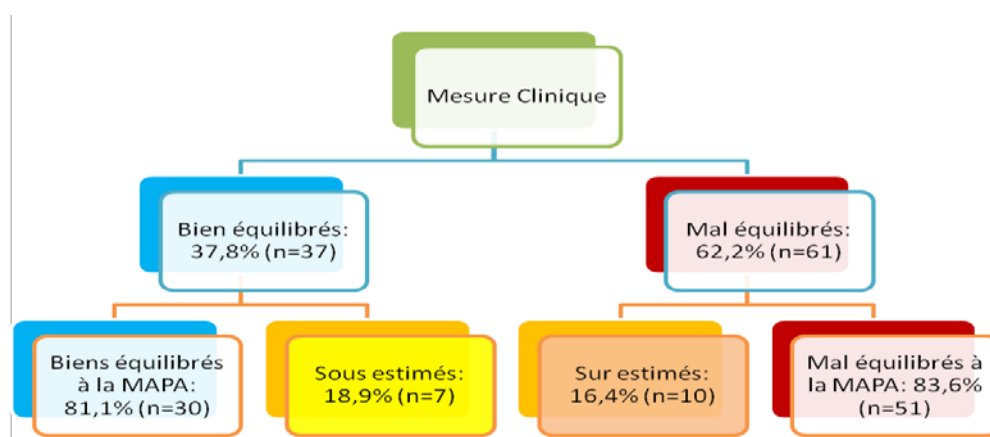 Mesure Clinique
Bien équilibrés:
37,8% (n=37)
Mal équilibrés:
62,2% (n=61)
Biens équilibrés
à la MAPA:
81,1% (n=30)
Sous estimés:
18,9% (n=7)
Sur estimés:
16,4% (n=10)
Mal équilibrés à
la MAPA: 83,6%
(n=51)